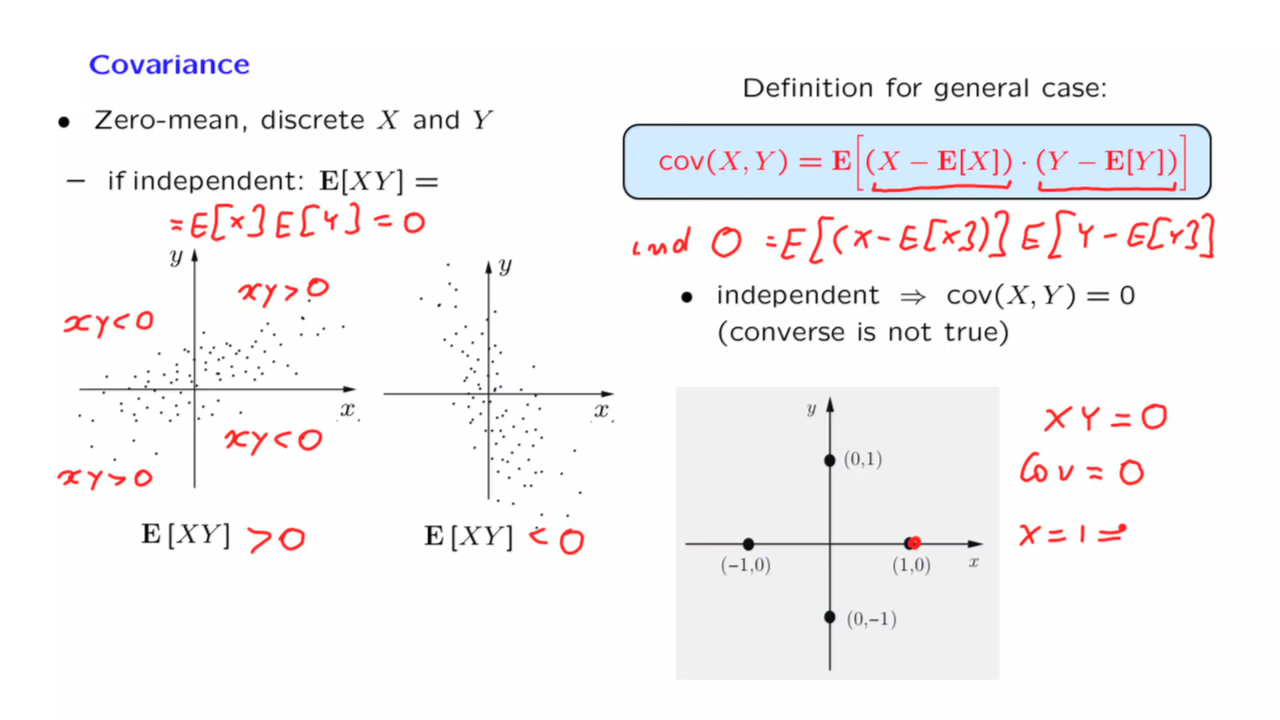 Covariance
• Zero-mean, discrete X and Y
– if independent: E[XY] =
= E[X] E[Y] = 0
y
xy > 0
xy < 0
x
xy < 0
xy > 0
E[XY] > 0
y
x
E[XY] < 0
Definition for general case:
cov(X, Y) = E[(X − E[X]) · (Y − E[Y])]
ind 0 = E[(X − E[X])] E[Y − E[Y]]
• independent ⇒ cov(X, Y) = 0
(converse is not true)
y
(0,1)
(−1,0)
(1,0)
x
(0,−1)
XY = 0
Cov = 0
X = 1 =